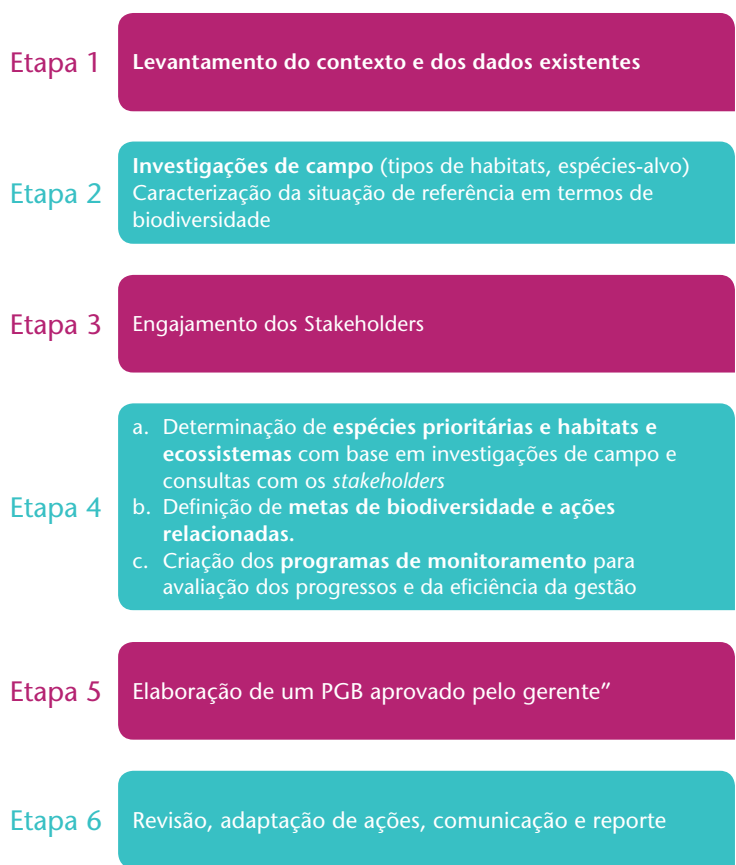 Etapa 1
Levantamento do contexto e dos dados existentes
Etapa 2
Investigações de campo (tipos de habitats, espécies-alvo)
Caracterização da situação de referência em termos de
biodiversidade
Etapa 3
Engajamento dos Stakeholders
Etapa 4
a. Determinação de espécies prioritárias e habitats e
ecossistemas com base em investigações de campo e
consultas com os stakeholders
b. Definição de metas de biodiversidade e ações
relacionadas.
c. Criação dos programas de monitoramento para
avaliação dos progressos e da eficiência da gestão
Etapa 5
Elaboração de um PGB aprovado pelo gerente”
Etapa 6
Revisão, adaptação de ações, comunicação e reporte